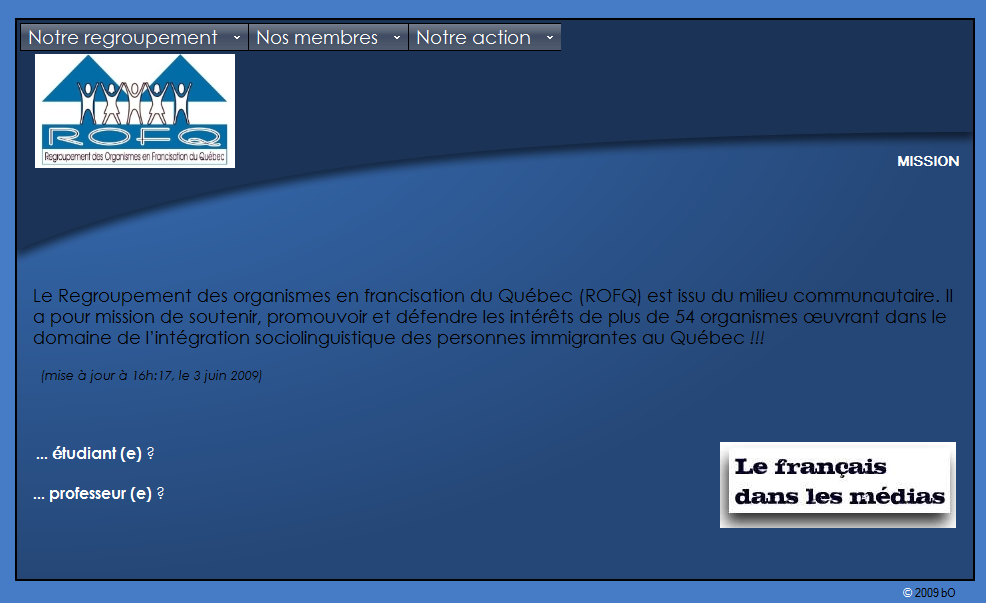 Notre regroupement
Nos membres
Notre action
ROFQ
Regroupement des Organismes en Francisation du Québec
MISSION
Le Regroupement des organismes en francisation du Québec (ROFQ) est issu du milieu communautaire. Il
a pour mission de soutenir, promouvoir et défendre les intérêts de plus de 54 organismes œuvrant dans le
domaine de l'intégration sociolinguistique des personnes immigrantes au Québec !!!
(mise à jour à 16h:17, le 3 juin 2009)
... étudiant (e) ?
... professeur (e) ?
Le français
dans les médias
© 2009 bO